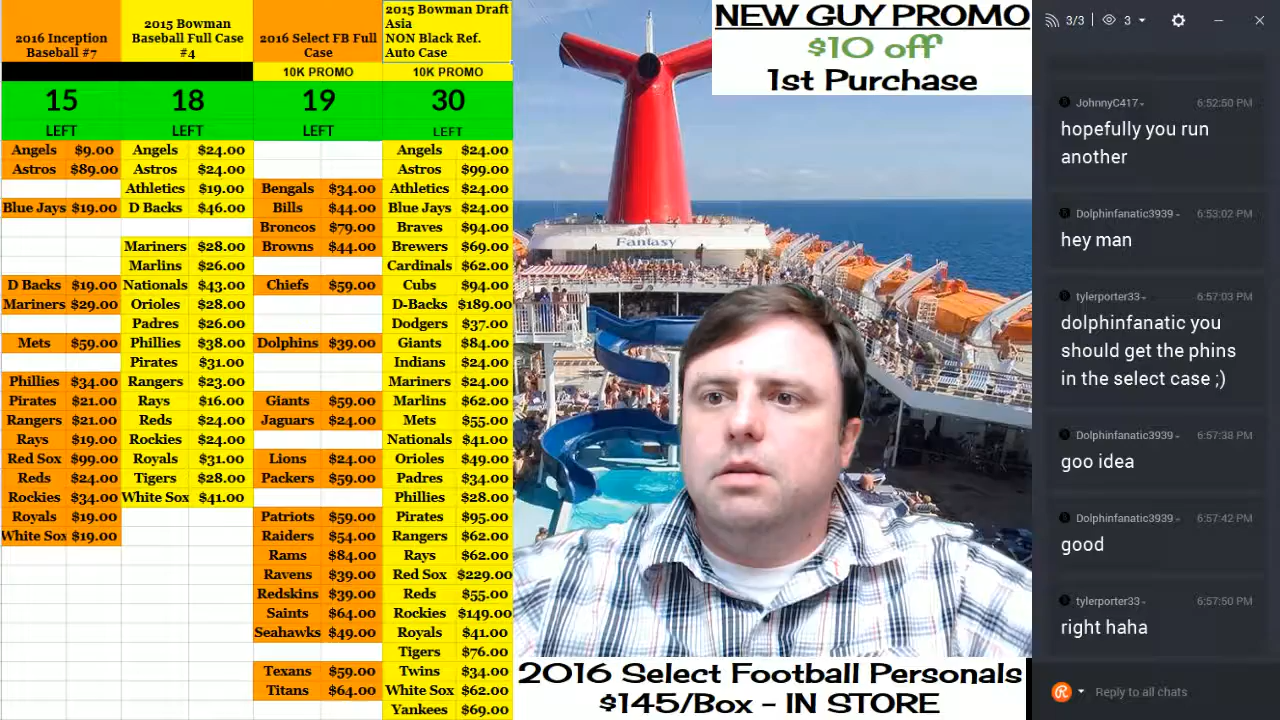 2016 Inception
Baseball #7
15
LEFT
Angels $9.00
Astros $89.00
Blue Jays $19.00
D Backs $19.00
Mariners $29.00
Mets $59.00
Phillies $34.00
Pirates $21.00
Rangers $21.00
Rays $19.00
Red Sox $99.00
Reds $24.00
Rockies $34.00
Royals $19.00
White Sox $19.00
2015 Bowman
Baseball Full Case
#4
18
LEFT
Angels $24.00
Astros $24.00
Athletics $19.00
D Backs $46.00
Mariners $28.00
Marlins $26.00
Nationals $43.00
Orioles $28.00
Padres $26.00
Phillies $38.00
Pirates $31.00
Rangers $23.00
Rays $16.00
Reds $24.00
Rockies $24.00
Royals $31.00
Tigers $28.00
White Sox $41.00
2016 Select FB Full
Case
10K PROMO
19
LEFT
Bengals $34.00
Bills $44.00
Broncos $79.00
Browns $44.00
Chiefs $59.00
Dolphins $39.00
Giants $59.00
Jaguars $24.00
Lions $24.00
Packers $59.00
Patriots $59.00
Raiders $54.00
Rams $84.00
Ravens $39.00
Redskins $39.00
Saints $64.00
Seahawks $49.00
Texans $59.00
Titans $64.00
2015 Bowman Draft
Asia
NON Black Ref.
Auto Case
10K PROMO
30
LEFT
Angels $24.00
Astros $99.00
Athletics $24.00
Blue Jays $24.00
Braves $94.00
Brewers $69.00
Cardinals $62.00
Cubs $94.00
D-Backs $189.00
Dodgers $37.00
Giants $84.00
Indians $24.00
Mariners $24.00
Marlins $62.00
Mets $55.00
Nationals $41.00
Orioles $49.00
Padres $34.00
Phillies $28.00
Pirates $95.00
Rangers $62.00
Rays $62.00
Red Sox $229.00
Reds $55.00
Rockies $149.00
Royals $41.00
Tigers $76.00
Twins $34.00
White Sox $62.00
Yankees $69.00
NEW GUY PROMO
$10 off
1st Purchase
Fantasy
2016 Select Football Personals
$145/Box - IN STORE
3/3 3
JohnnyC417 6:52:50 PM
hopefully you run
another
Dolphinfanatic3939 6:53:02 PM
hey man
tylerporter33 6:57:03 PM
dolphinfanatic you
should get the phins
in the select case ;)
Dolphinfanatic3939 6:57:38 PM
goo idea
Dolphinfanatic3939 6:57:42 PM
good
tylerporter33 6:57:50 PM
right haha
Reply to all chats